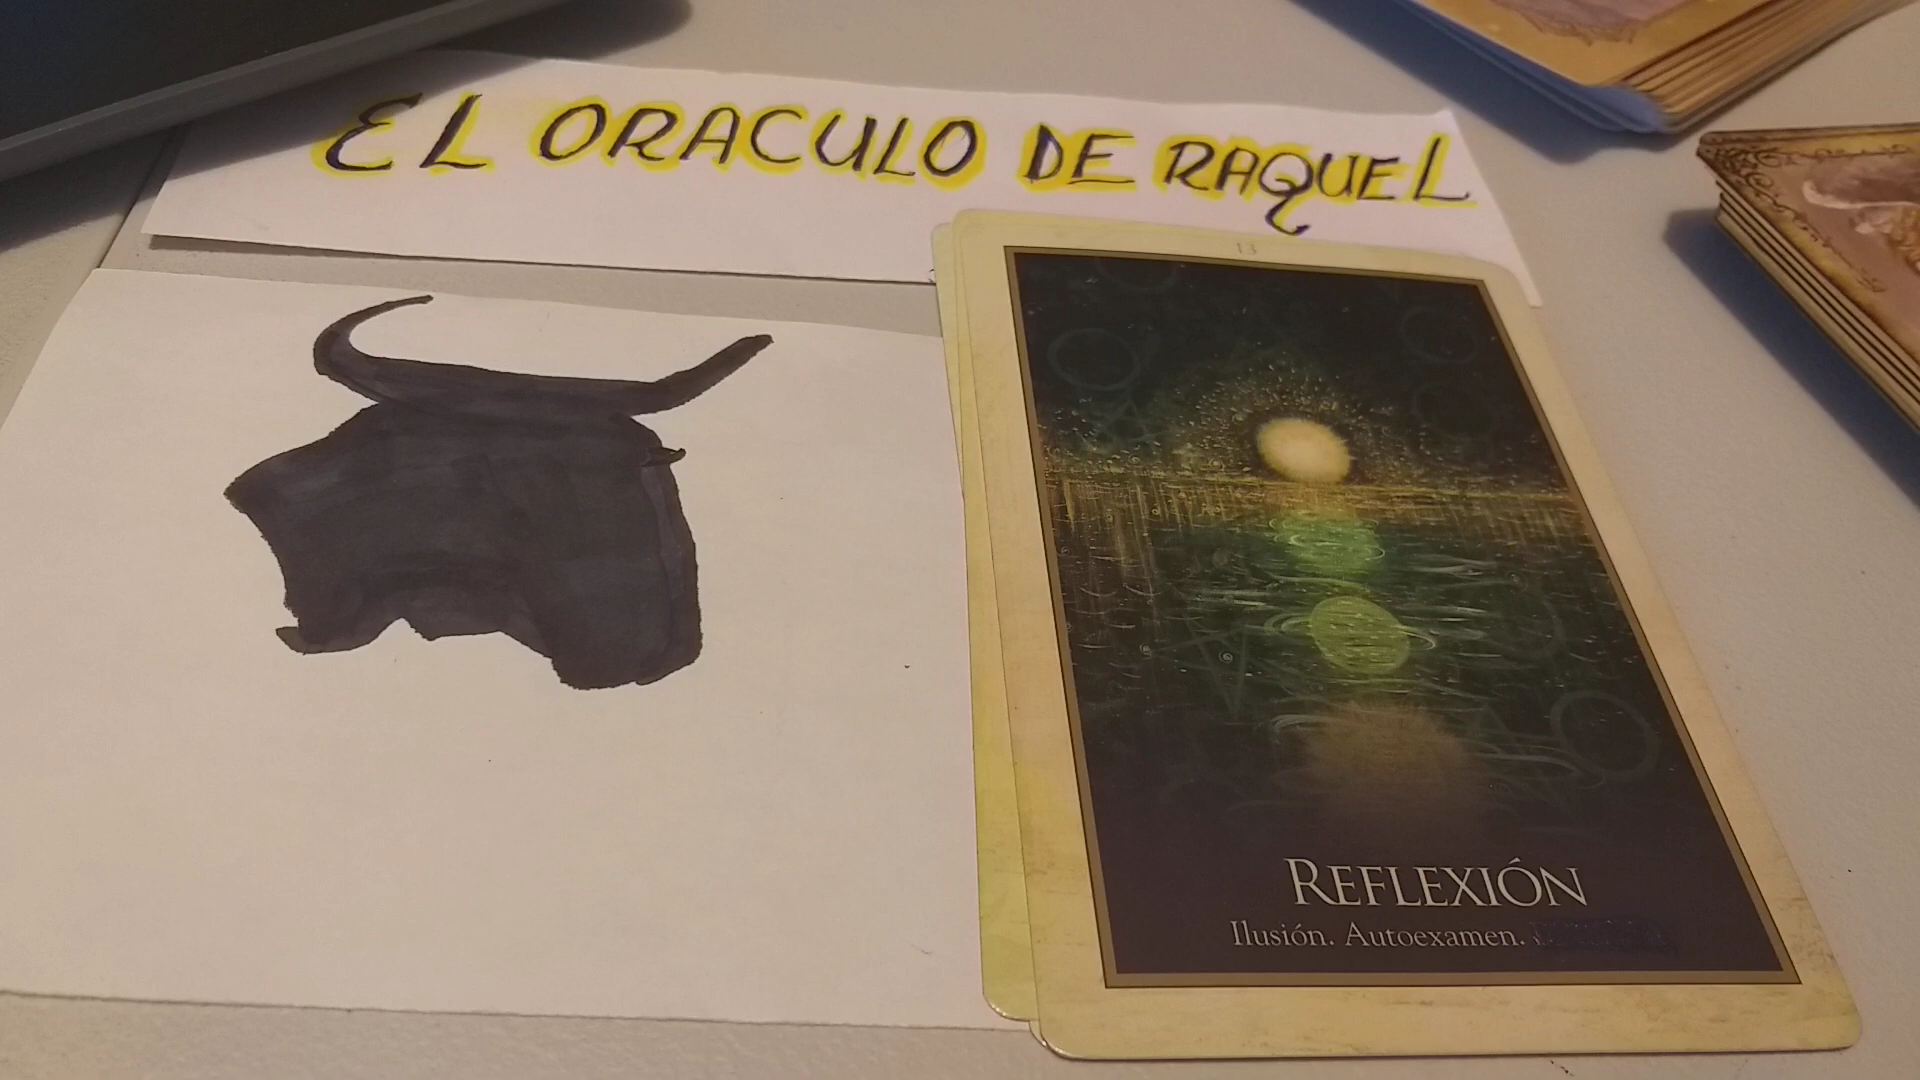 EL ORACULO DE RAQUEL
13
REFLEXIÓN
Ilusión. Autoexamen.